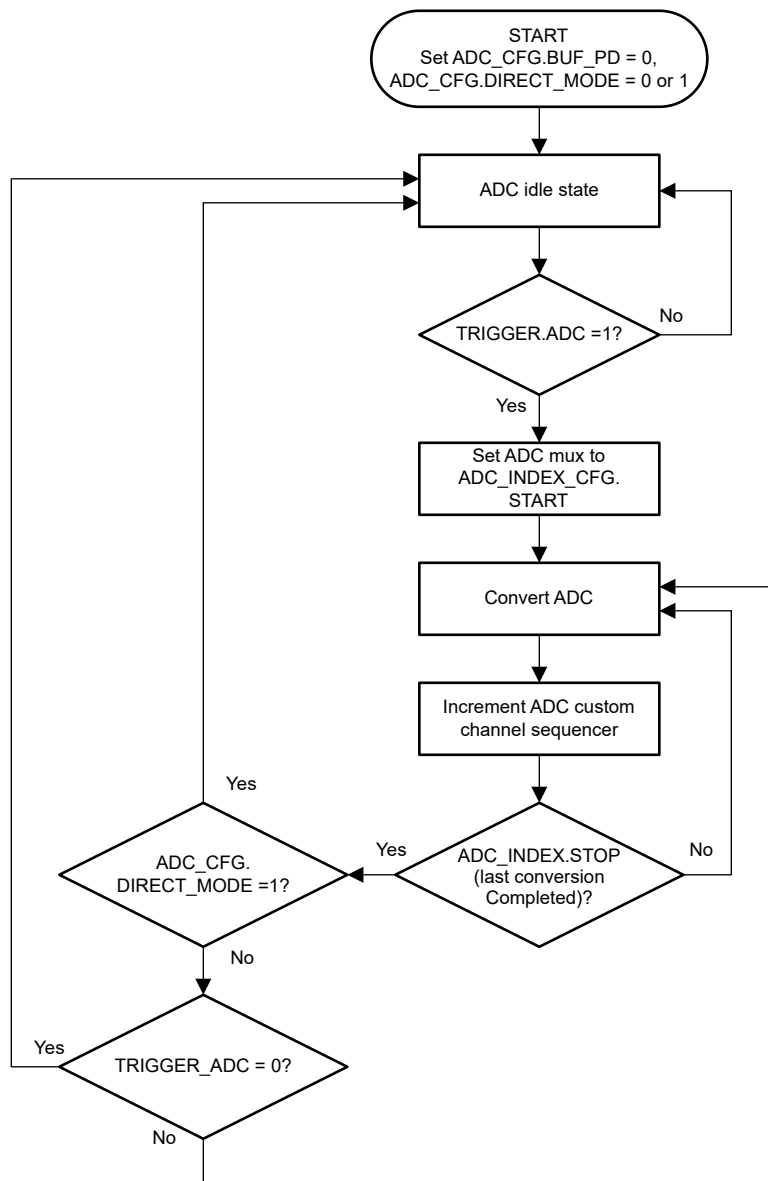 START
Set ADC_CFG.BUF_PD = 0,
ADC_CFG.DIRECT_MODE = 0 or 1
ADC idle state
TRIGGER.ADC =1?
No
Yes
Set ADC mux to
ADC_INDEX_CFG.
START
Convert ADC
Increment ADC custom
channel sequencer
ADC_INDEX.STOP
(last conversion
Completed)?
No
Yes
ADC_CFG.
DIRECT_MODE =1?
Yes
No
TRIGGER_ADC = 0?
Yes
No